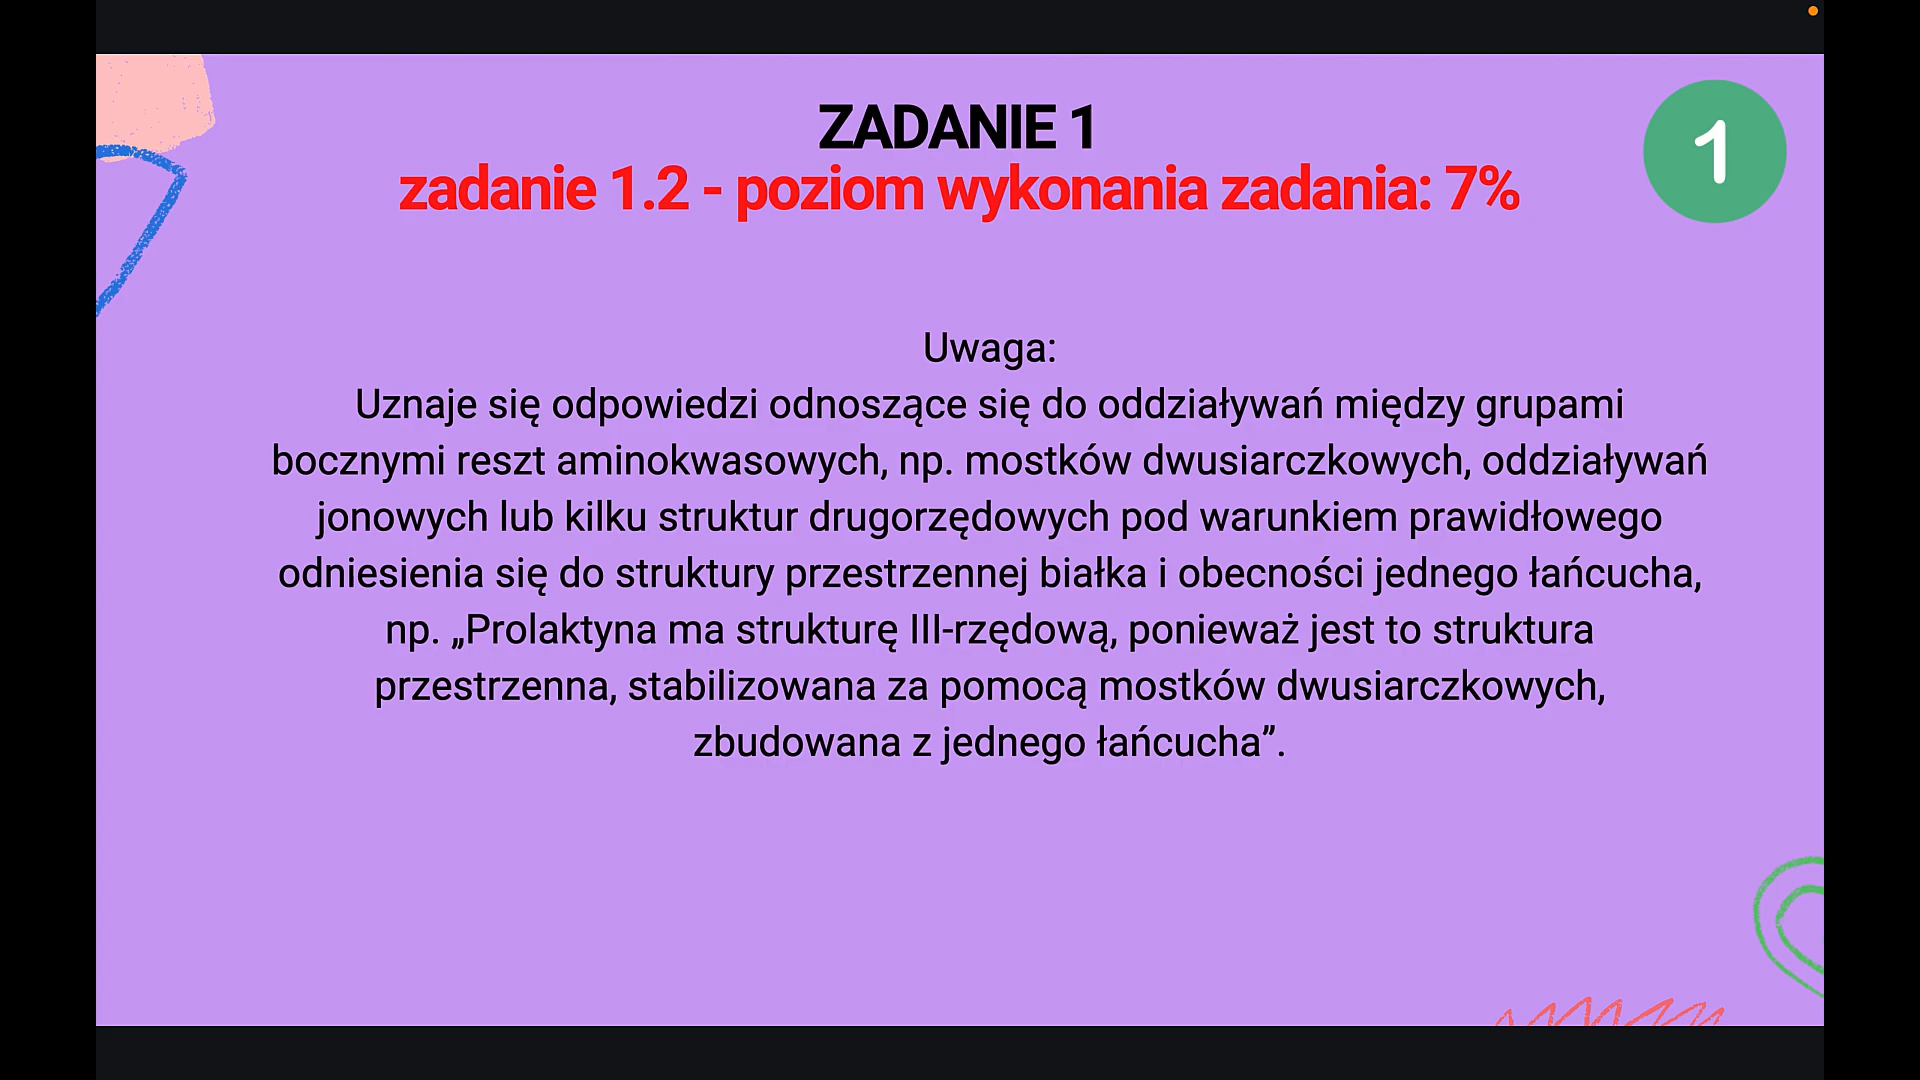 ZADANIE 1
zadanie 1.2 - poziom wykonania zadania: 7%
1
Uwaga:
Uznaje się odpowiedzi odnoszące się do oddziaływań między grupami
bocznymi reszt aminokwasowych, np. mostków dwusiarczkowych, oddziaływań
jonowych lub kilku struktur drugorzędowych pod warunkiem prawidłowego
odniesienia się do struktury przestrzennej białka i obecności jednego łańcucha,
np. „Prolaktyna ma strukturę III-rzędową, ponieważ jest to struktura
przestrzenna, stabilizowana za pomocą mostków dwusiarczkowych,
zbudowana z jednego łańcucha”.